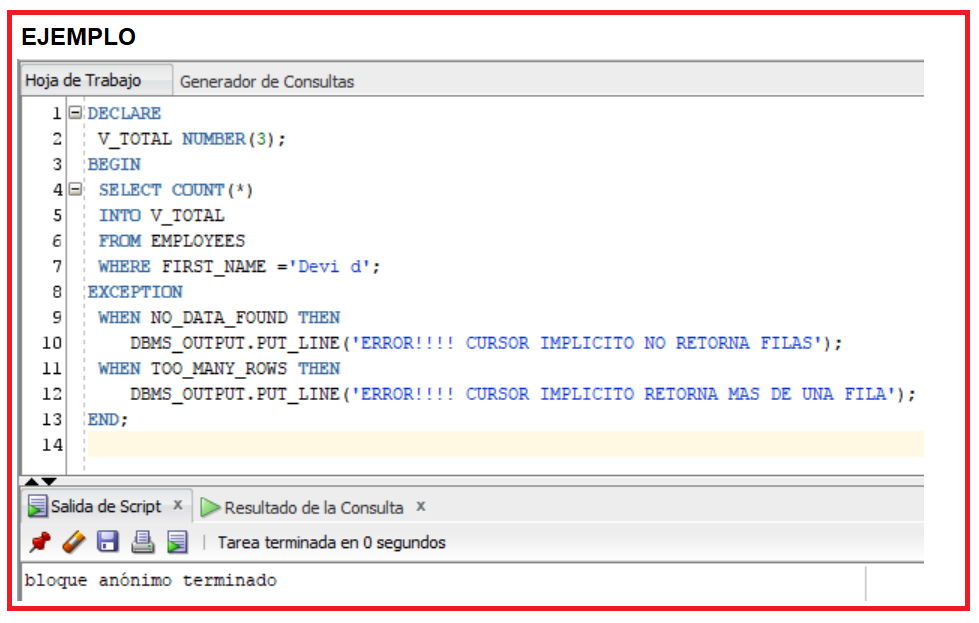 EJEMPLO
Hoja de Trabajo Generador de Consultas
1 DECLARE
2 V_TOTAL NUMBER(3);
3 BEGIN
4 SELECT COUNT(*)
5 INTO V_TOTAL
6 FROM EMPLOYEES
7 WHERE FIRST_NAME ='Devi d';
8 EXCEPTION
9 WHEN NO_DATA_FOUND THEN
10 DBMS_OUTPUT.PUT_LINE('ERROR!!!! CURSOR IMPLICITO NO RETORNA FILAS');
11 WHEN TOO_MANY_ROWS THEN
12 DBMS_OUTPUT.PUT_LINE('ERROR!!!! CURSOR IMPLICITO RETORNA MAS DE UNA FILA');
13 END;
14
Salida de Script x Resultado de la Consulta x
Tarea terminada en 0 segundos
bloque anónimo terminado